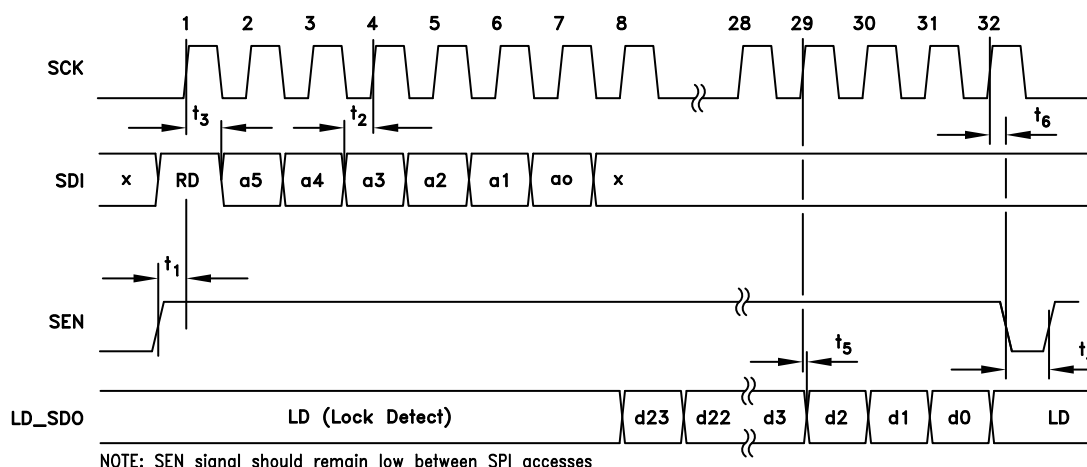 1 2 3 4 5 6 7 8 28 29 30 31 32
SCK
t3 t2 t6
SDI x RD a5 a4 a3 a2 a1 ao x
t1
SEN
t5 t
LD_SDO LD (Lock Detect) d23 d22 d3 d2 d1 d0 LD
NOTE: SEN signal should remain low between SPI accesses